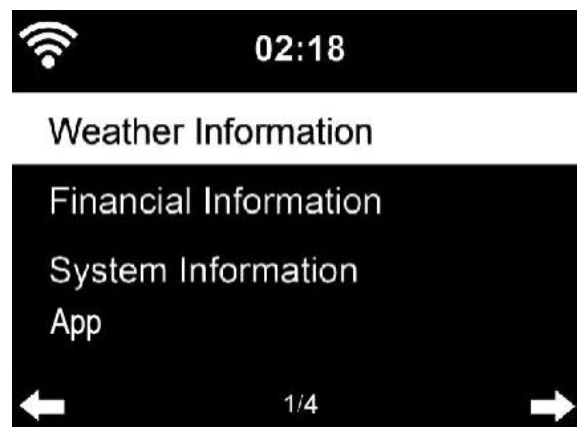 02:18
Weather Information
Financial Information
System Information
App
1/4